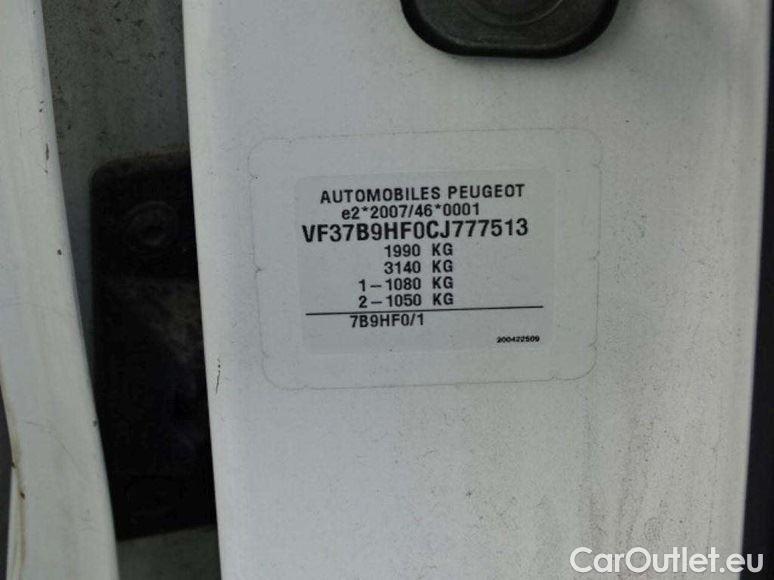 AUTOMOBILES PEUGEOT
e2*2007/46*0001
VF37B9HF0CJ777513
1990 KG
3140 KG
1-1080 KG
2-1050 KG
7B9HF0/1
200422509
CarOutlet.eu